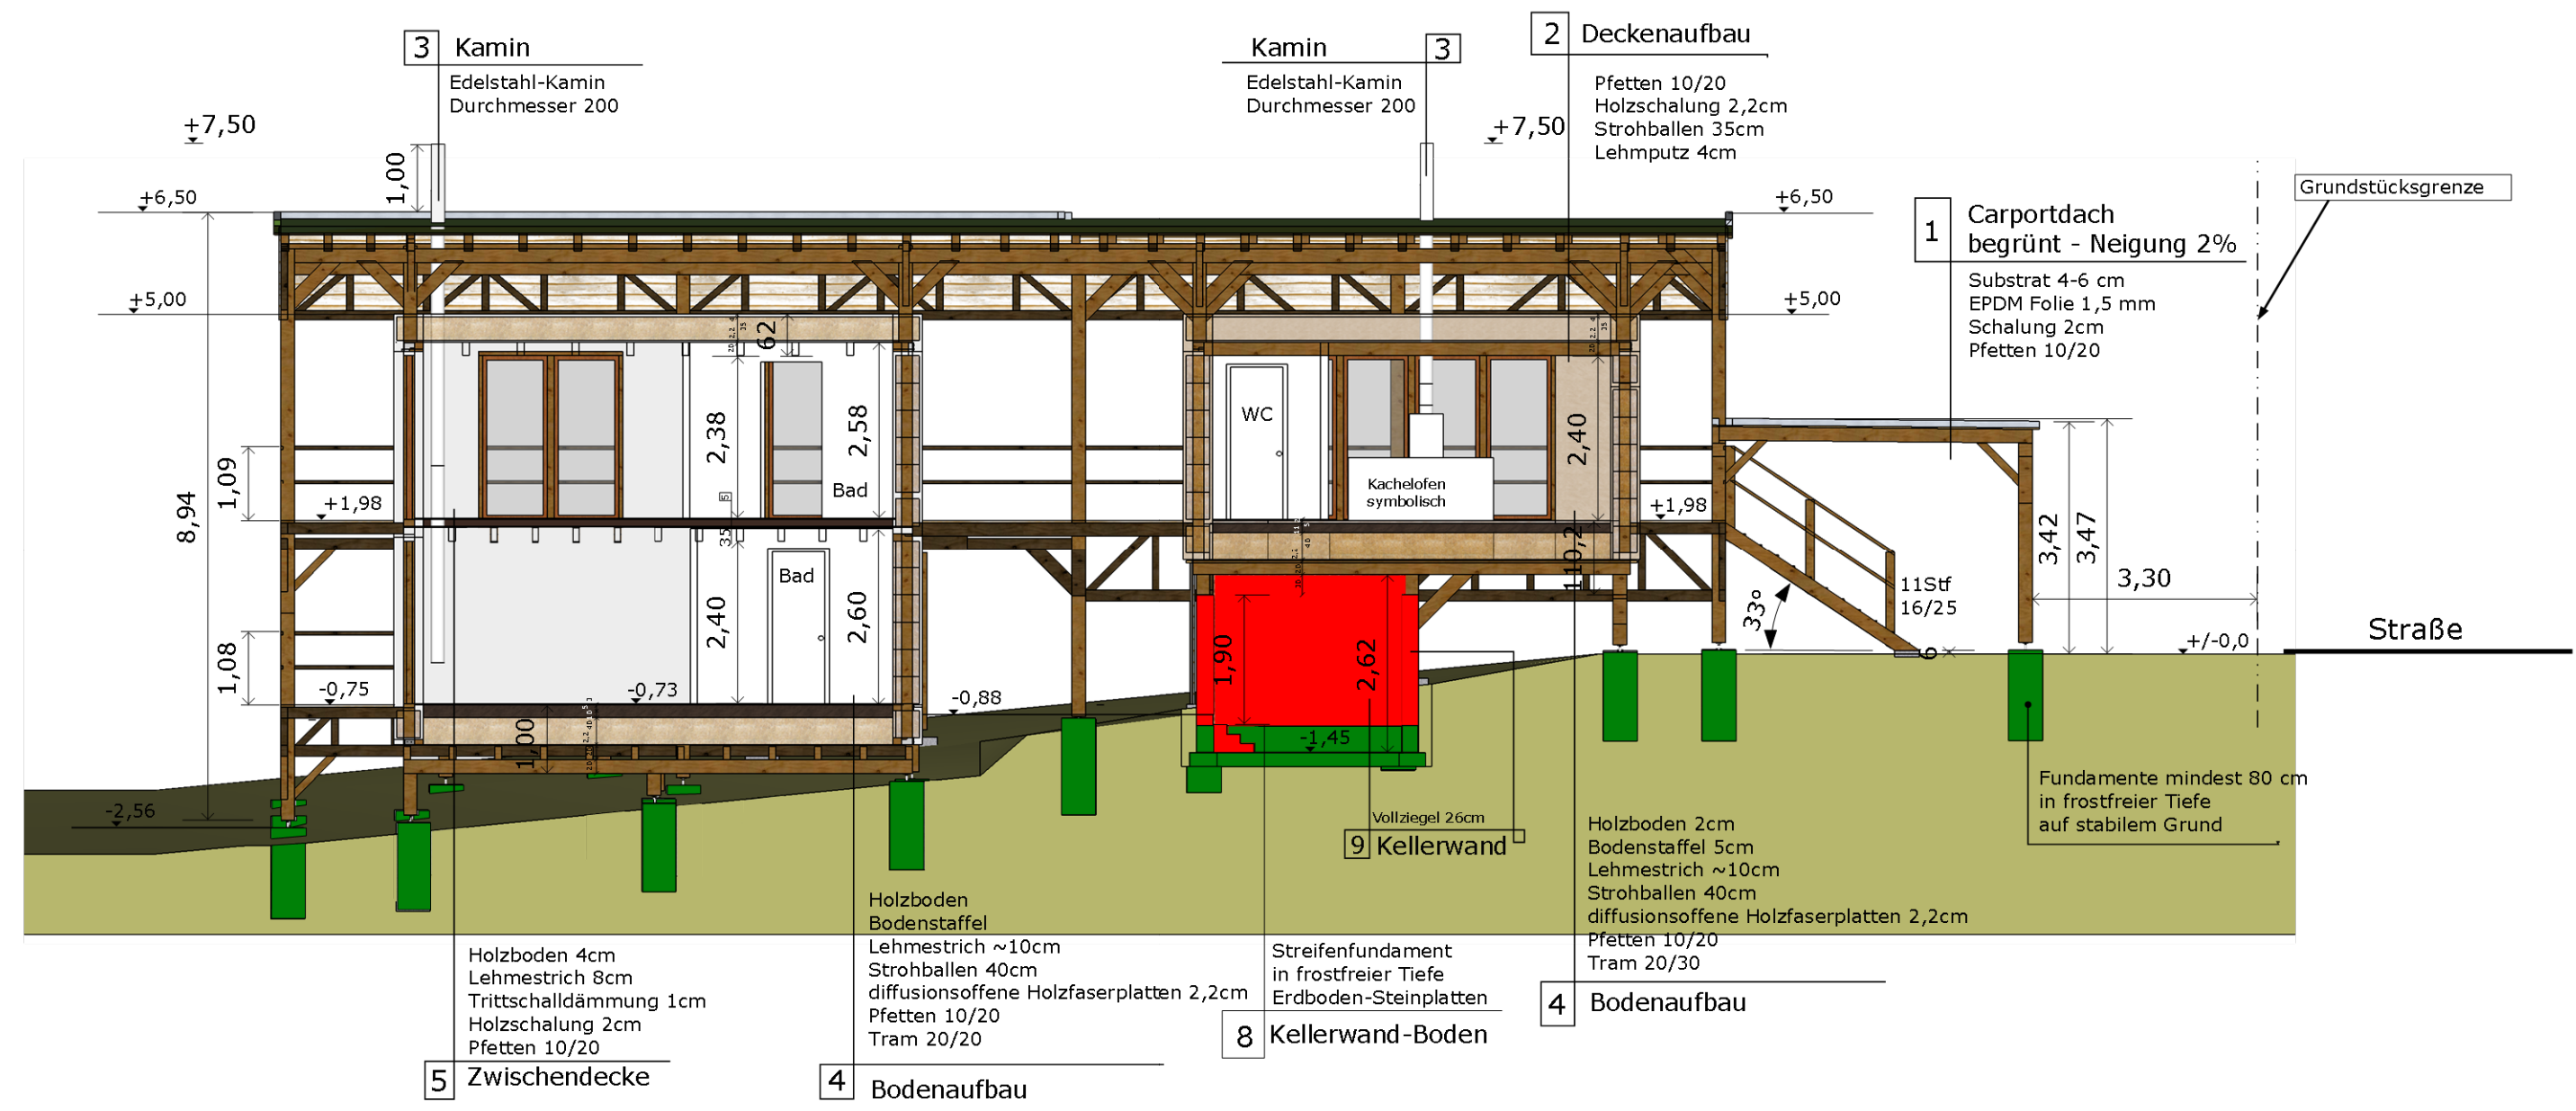 3 Kamin
Edelstahl-Kamin
Durchmesser 200
Kamin 3
Edelstahl-Kamin
Durchmesser 200
2 Deckenaufbau
Pfetten 10/20
Holzschalung 2,2cm
Strohballen 35cm
Lehmputz 4cm
+7,50
+7,50
1,00
+6,50
+6,50
Grundstücksgrenze
1 Carportdach
begrünt - Neigung 2%
Substrat 4-6 cm
EPDM Folie 1,5 mm
Schalung 2cm
Pfetten 10/20
+5,00
+5,00
62
2,38
2,58
Bad
WC
2,40
Kachelofen
symbolisch
1,09
8,94
+1,98
+1,98
5
35
110,2
3,42
3,47
3,30
11Stf
16/25
33°
6
Bad
2,40
2,60
1,90
2,62
1,08
-0,75
-0,73
-0,88
+/-0,0
Straße
1,00
-1,45
-2,56
Fundamente mindest 80 cm
in frostfreier Tiefe
auf stabilem Grund
Vollziegel 26cm
9 Kellerwand
Holzboden 2cm
Bodenstaffel 5cm
Lehmestrich ~10cm
Strohballen 40cm
diffusionsoffene Holzfaserplatten 2,2cm
Pfetten 10/20
Tram 20/30
4 Bodenaufbau
Holzboden
Bodenstaffel
Lehmestrich ~10cm
Strohballen 40cm
diffusionsoffene Holzfaserplatten 2,2cm
Pfetten 10/20
Tram 20/20
4 Bodenaufbau
Streifenfundament
in frostfreier Tiefe
Erdboden-Steinplatten
8 Kellerwand-Boden
Holzboden 4cm
Lehmestrich 8cm
Trittschalldämmung 1cm
Holzschalung 2cm
Pfetten 10/20
5 Zwischendecke